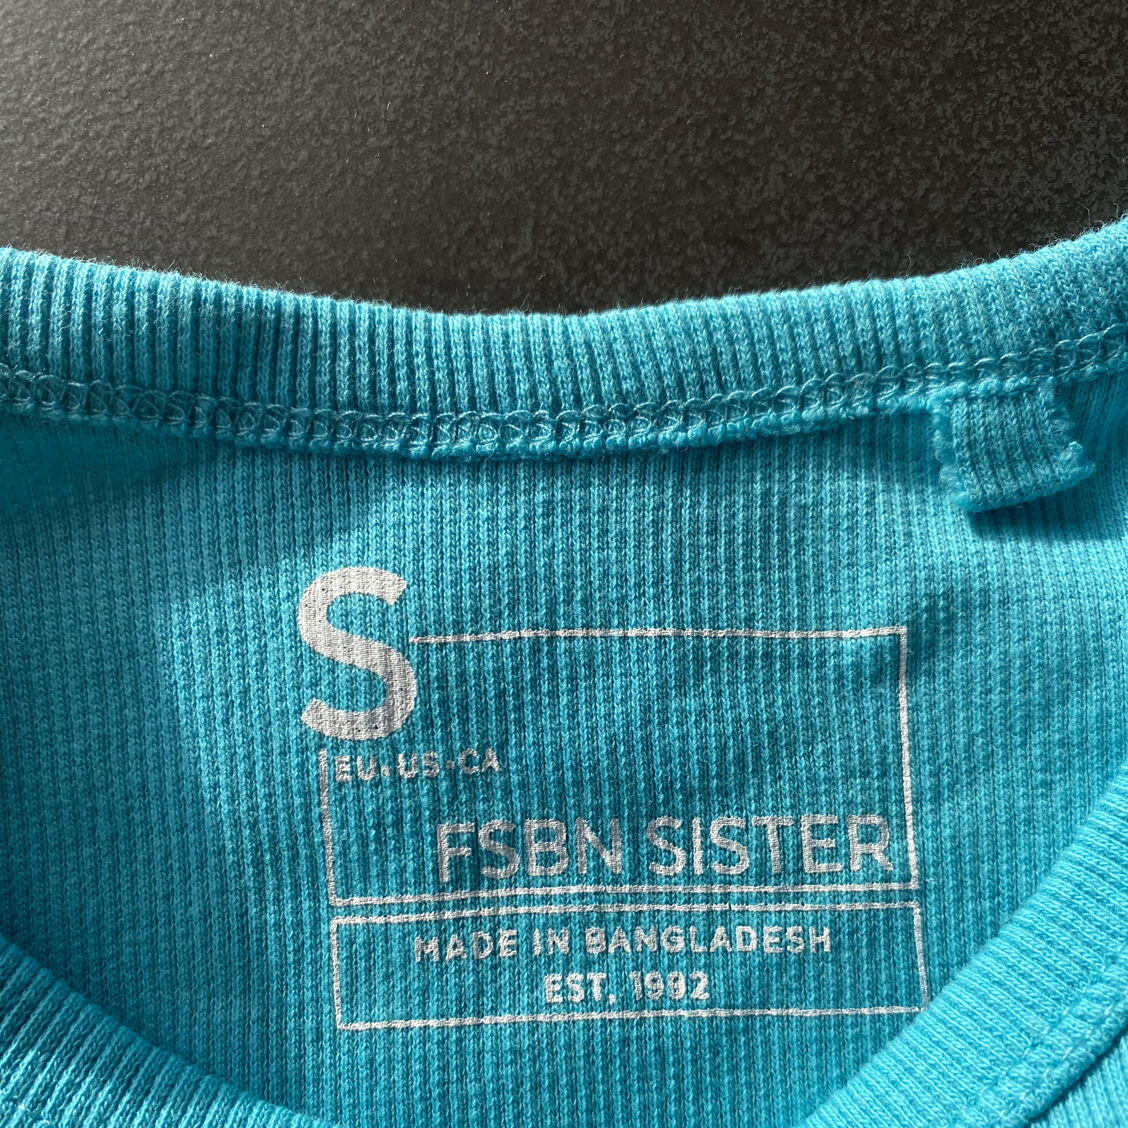 S
EU•US•CA
FSBN SISTER
MADE IN BANGLADESH
EST. 1992